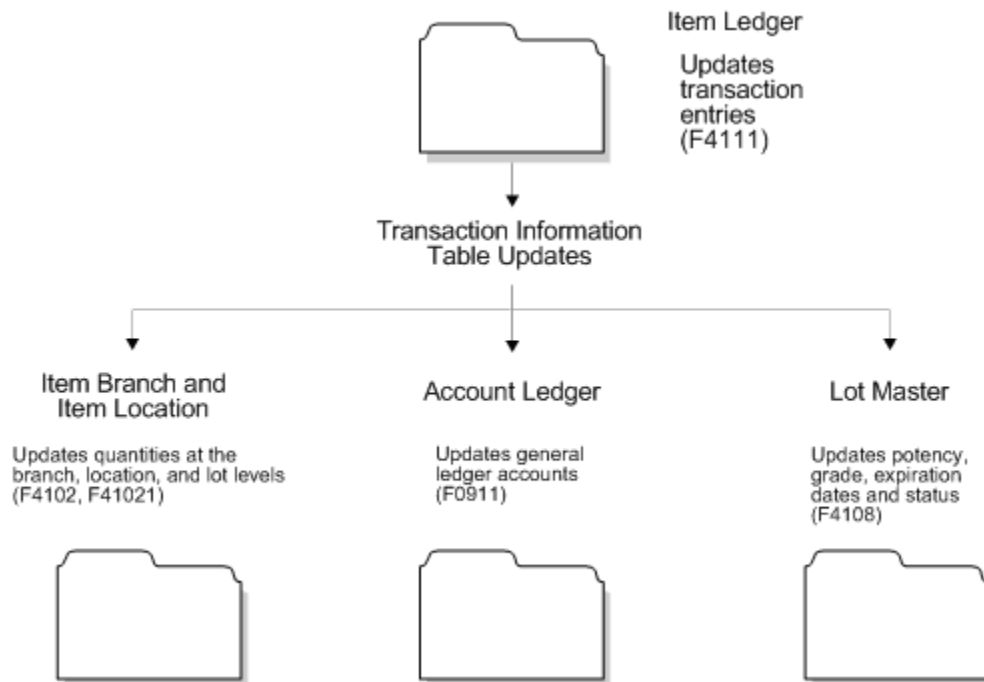 Item Ledger
Updates
transaction
entries
(F4111)
Transaction Information
Table Updates
Item Branch and
Item Location
Updates quantities at the
branch, location, and lot levels
(F4102, F41021)
Account Ledger
Updates general
ledger accounts
(F0911)
Lot Master
Updates potency,
grade, expiration
dates and status
(F4108)